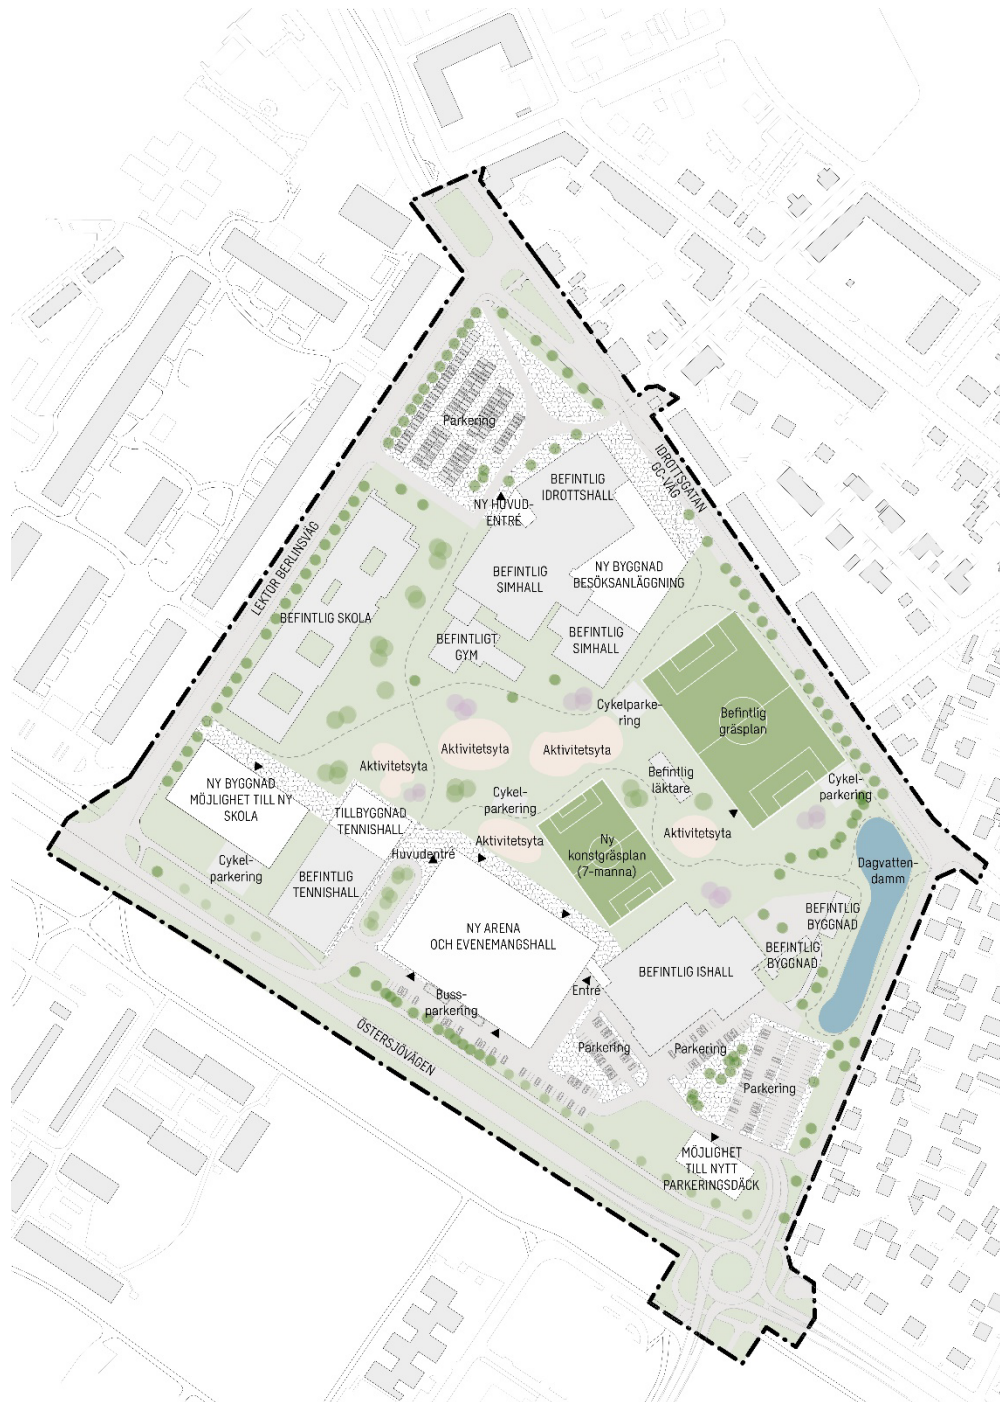 Parkering
IDROTTSGATAN
GC-VÄG
BEFINTLIG
IDROTTSHALL
NY HUVUD-
ENTRÉ
LEKTOR BERLINSVÄG
BEFINTLIG
SIMHALL
NY BYGGNAD
BESÖKSANLÄGGNING
BEFINTLIG SKOLA
BEFINTLIGT
GYM
BEFINTLIG
SIMHALL
Cykelparke-
ring
Befintlig
gräsplan
Aktivitetsyta
Aktivitetsyta
Aktivitetsyta
Befintlig
läktare
Cykel-
parkering
NY BYGGNAD
MÖJLIGHET TILL NY
SKOLA
TILLBYGGNAD
TENNISHALL
Cykel-
parkering
Aktivitetsyta
Ny
konstgräsplan
(7-manna)
Aktivitetsyta
Huvudentré
Cykel-
parkering
BEFINTLIG
TENNISHALL
Dagvatten-
damm
BEFINTLIG
BYGGNAD
NY ARENA
OCH EVENEMANGSHALL
BEFINTLIG
BYGGNAD
BEFINTLIG ISHALL
Entré
Buss-
parkering
ÖSTERSJÖVÄGEN
Parkering
Parkering
Parkering
MÖJLIGHET
TILL NYTT
PARKERINGSDÄCK